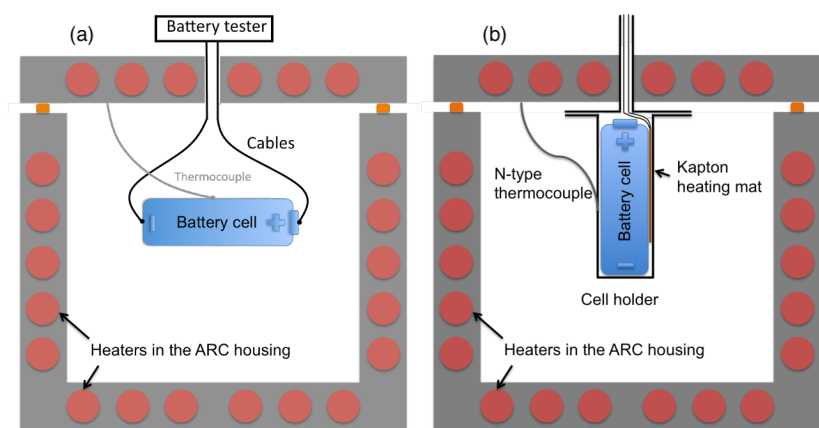 (a)
Battery tester
Cables
Thermocouple
Battery cell
Heaters in the ARC housing
(b)
N-type
thermocouple
Battery cell
Kapton
heating mat
Cell holder
Heaters in the ARC housing